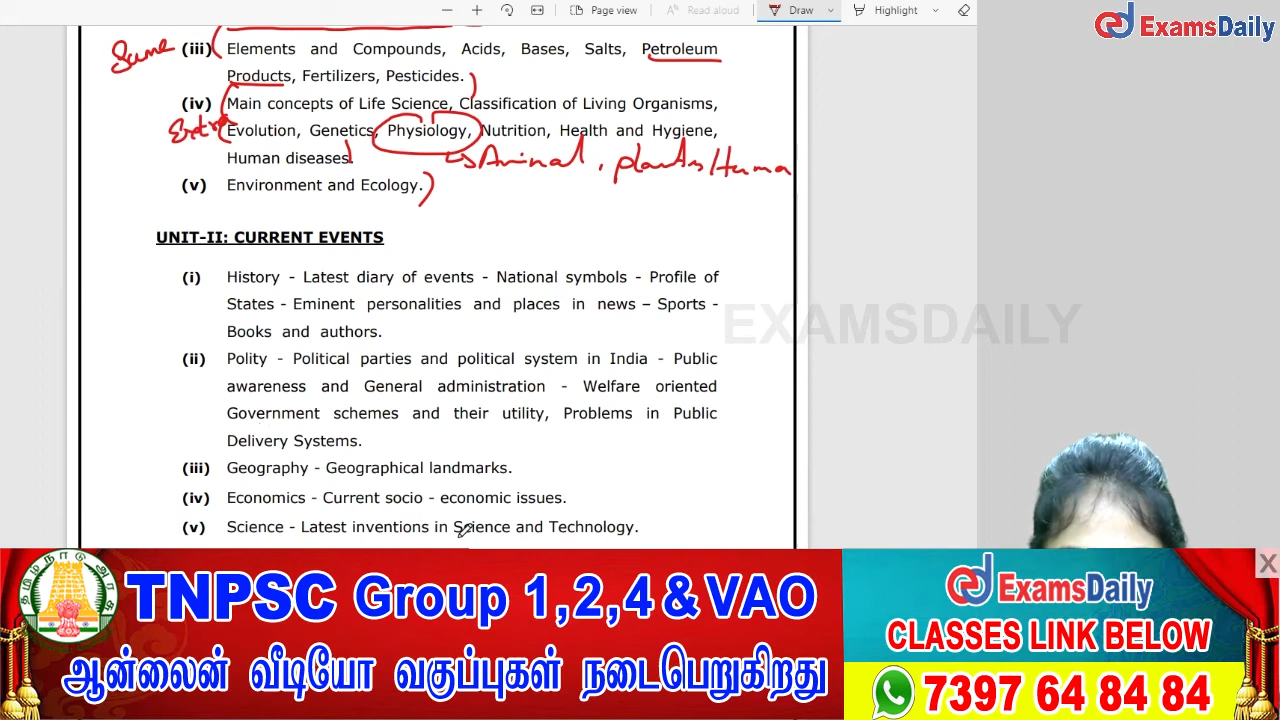 Page view
Read aloud
Draw
Highlight
ExamsDaily
Same
(iii) Elements and Compounds, Acids, Bases, Salts, Petroleum
Products, Fertilizers, Pesticides.
(iv) Main concepts of Life Science, Classification of Living Organisms,
Extra
Evolution, Genetics, Physiology, Nutrition, Health and Hygiene,
Human diseases.
Animal, plants/Huma
(v) Environment and Ecology.
UNIT-II: CURRENT EVENTS
(i) History - Latest diary of events - National symbols - Profile of
States - Eminent personalities and places in news – Sports -
Books and authors.
EXAMSDAILY
(ii) Polity - Political parties and political system in India - Public
awareness and General administration - Welfare oriented
Government schemes and their utility, Problems in Public
Delivery Systems.
(iii) Geography - Geographical landmarks.
(iv) Economics - Current socio - economic issues.
(v) Science - Latest inventions in Science and Technology.
TNPSC Group 1,2,4 & VAO
ஆன்லைன் வீடியோ வகுப்புகள் நடைபெறுகிறது
ExamsDaily
CLASSES LINK BELOW
7397 64 84 84
X